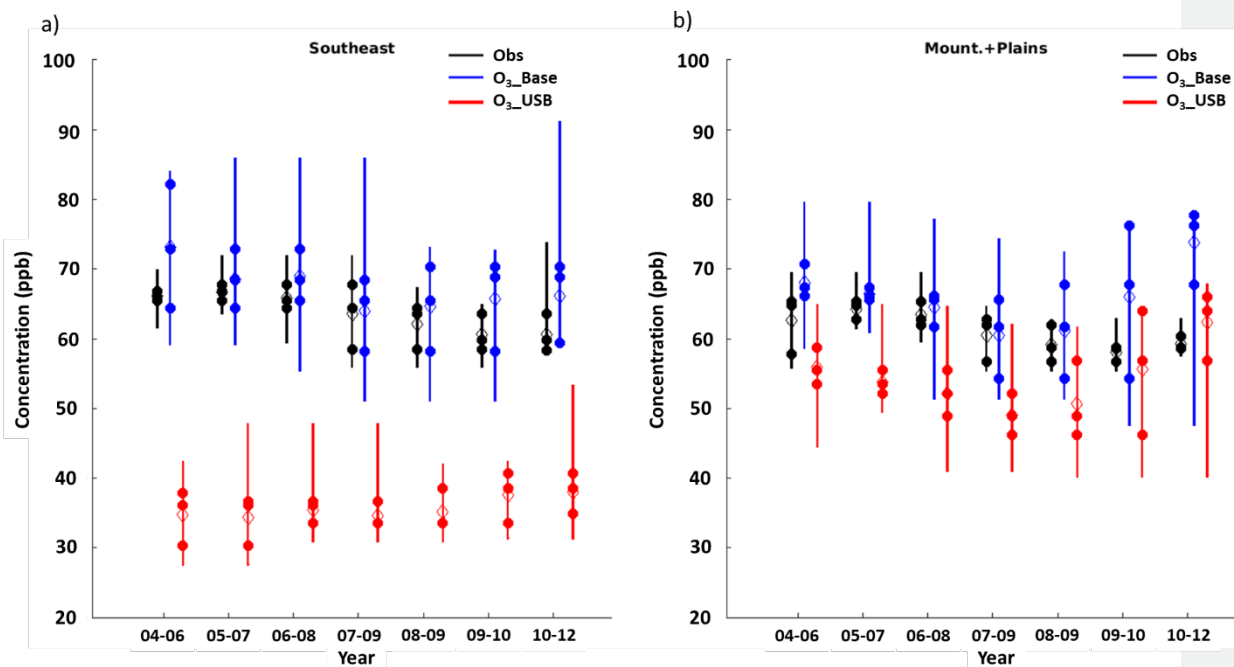 a)
Southeast
Obs
O₃_Base
O₃_USB
Concentration (ppb)
100
90
80
70
60
50
40
30
20
04-06 05-07 06-08 07-09 08-09 09-10 10-12
Year
b)
Mount.+Plains
Obs
O₃_Base
O₃_USB
Concentration (ppb)
100
90
80
70
60
50
40
30
20
04-06 05-07 06-08 07-09 08-09 09-10 10-12
Year